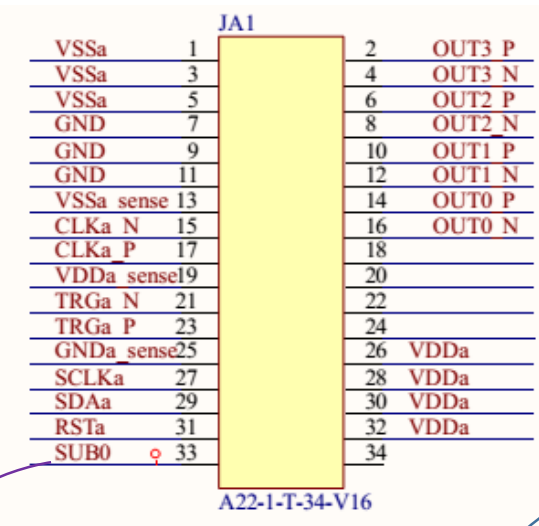 JA1
VSSa 1 2 OUT3_P
VSSa 3 4 OUT3_N
VSSa 5 6 OUT2_P
GND 7 8 OUT2_N
GND 9 10 OUT1_P
GND 11 12 OUT1_N
VSSa_sense 13 14 OUT0_P
CLKa_N 15 16 OUT0_N
CLKa_P 17 18
VDDa_sense 19 20
TRGa_N 21 22
TRGa_P 23 24
GNDa_sense 25 26 VDDa
SCLKa 27 28 VDDa
SDAa 29 30 VDDa
RSTa 31 32 VDDa
SUB0 33 34
A22-1-T-34-V16